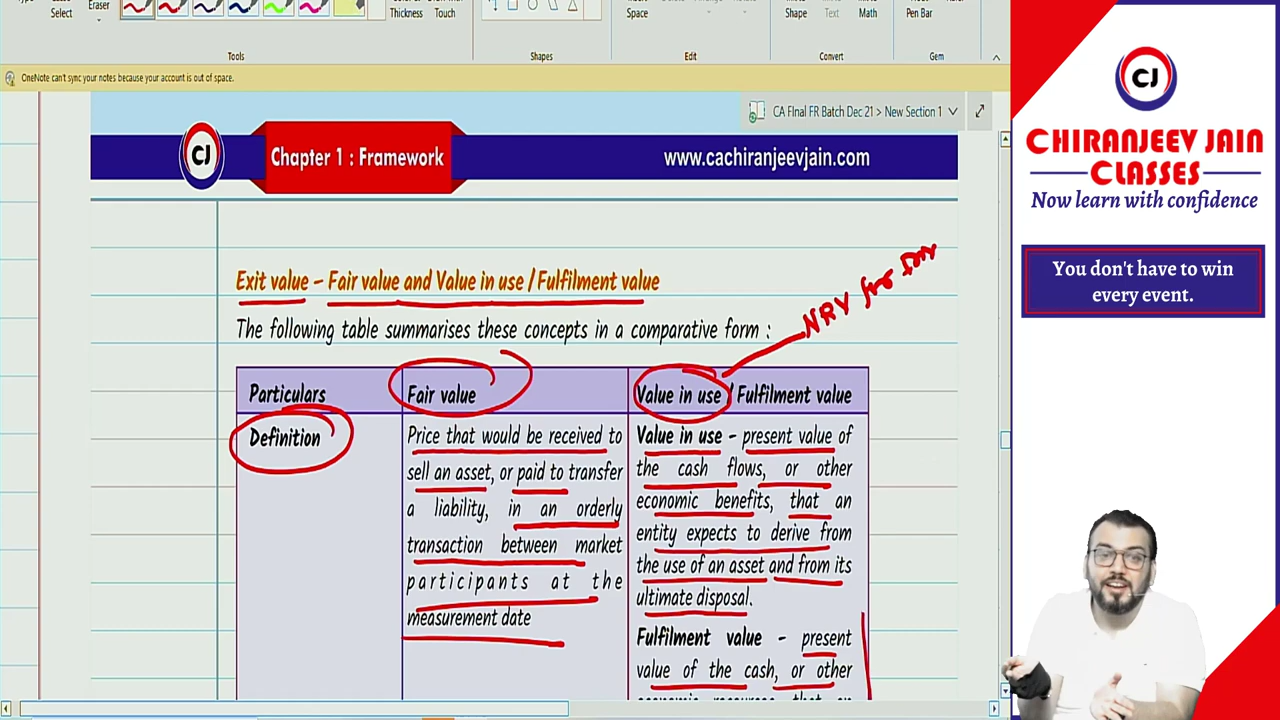 Type
Select
Eraser
Thickness
Touch
Space
Shape
Text
Math
Pen Bar
Tools
Shapes
Edit
Convert
Gem
OneNote can't sync your notes because your account is out of space.
CA FInal FR Batch Dec 21 > New Section 1
CJ
Chapter 1 : Framework
www.cachiranjeevjain.com
Exit value – Fair value and Value in use / Fulfilment value
The following table summarises these concepts in a comparative form :
NRV for
Particulars
Fair value
Value in use / Fulfilment value
Definition
Price that would be received to
sell an asset, or paid to transfer
a liability, in an orderly
transaction between market
participants at the
measurement date
Value in use – present value of
the cash flows, or other
economic benefits, that an
entity expects to derive from
the use of an asset and from its
ultimate disposal.
Fulfilment value – present
value of the cash, or other
CJ
CHIRANJEEV JAIN
CLASSES
Now learn with confidence
You don't have to win
every event.